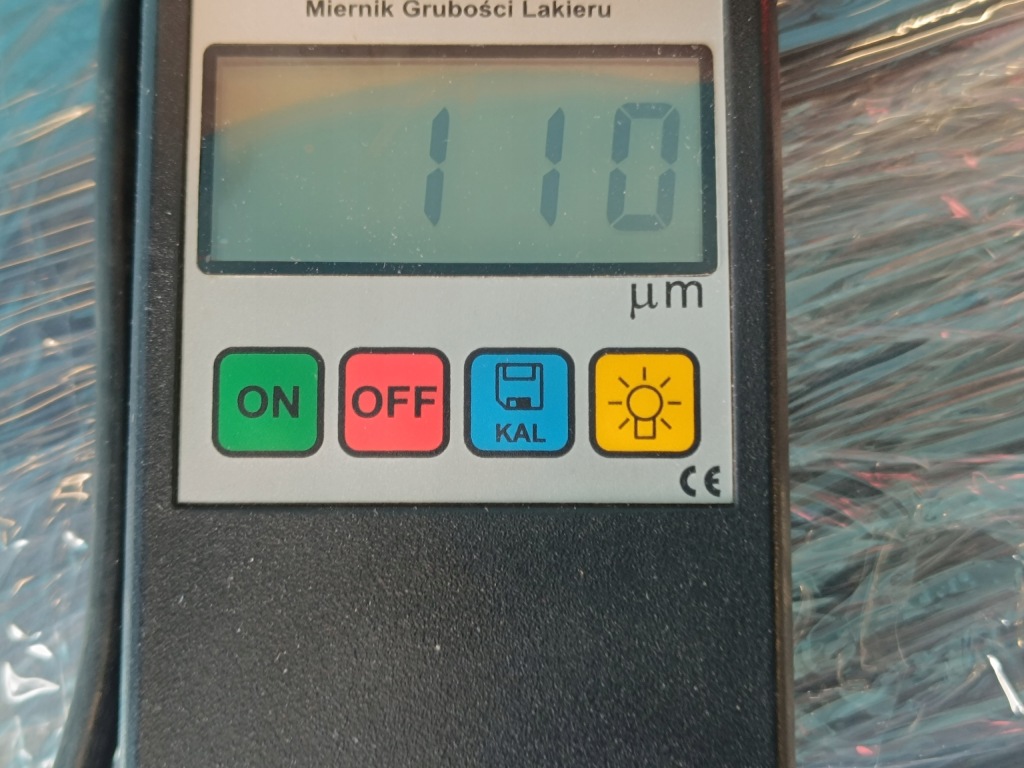 Miernik Grubości Lakieru
110
μm
ON OFF KAL
CE